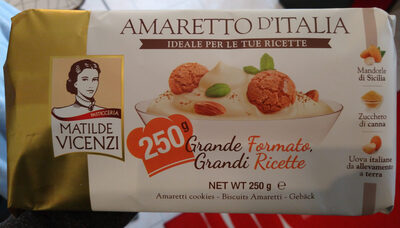 AMARETTO D'ITALIA
IDEALE PER LE TUE RICETTE
PASTICCERIA
MATILDE
VICENZI
250g
Grande Formato,
Grandi Ricette
NET WT 250 g ℮
Amaretti cookies - Biscuits Amaretti - Gebäck
Mandorle
di Sicilia
Zucchero
di canna
Uova italiane
da allevamento
a terra